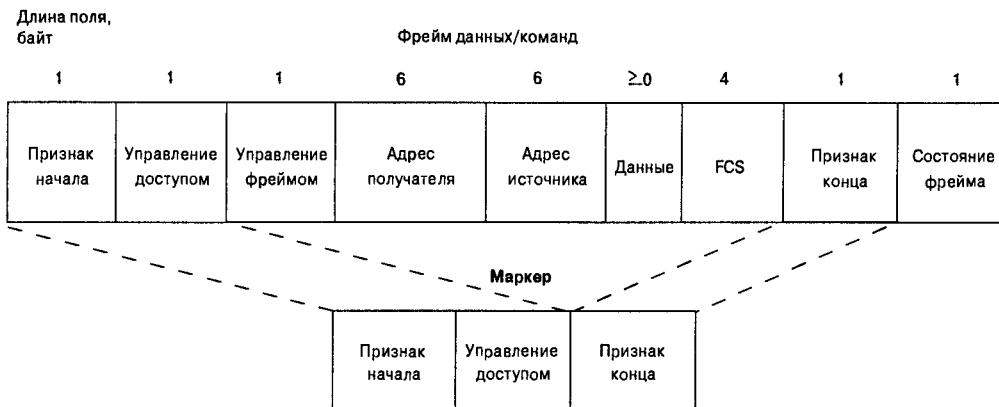 Длина поля,
байт
Фрейм данных/команд
1 1 1 6 6 ≥0 4 1 1
Признак
начала
Управление
доступом
Управление
фреймом
Адрес
получателя
Адрес
источника
Данные
FCS
Признак
конца
Состояние
фрейма
Маркер
Признак
начала
Управление
доступом
Признак
конца